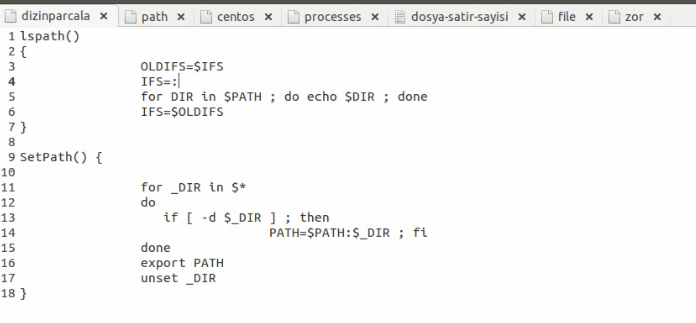 dizinparcala × path × centos × processes × dosya-satir-sayisi × file × zor ×
1 lspath()
2 {
3 OLDIFS=$IFS
4 IFS=:
5 for DIR in $PATH ; do echo $DIR ; done
6 IFS=$OLDIFS
7 }
8
9 SetPath() {
10
11 for _DIR in $*
12 do
13 if [ -d $_DIR ] ; then
14 PATH=$PATH:$_DIR ; fi
15 done
16 export PATH
17 unset _DIR
18 }